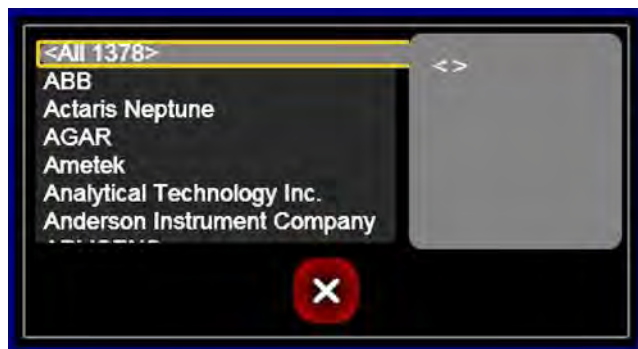 <All 1378>
< >
ABB
Actaris Neptune
AGAR
Ametek
Analytical Technology Inc.
Anderson Instrument Company